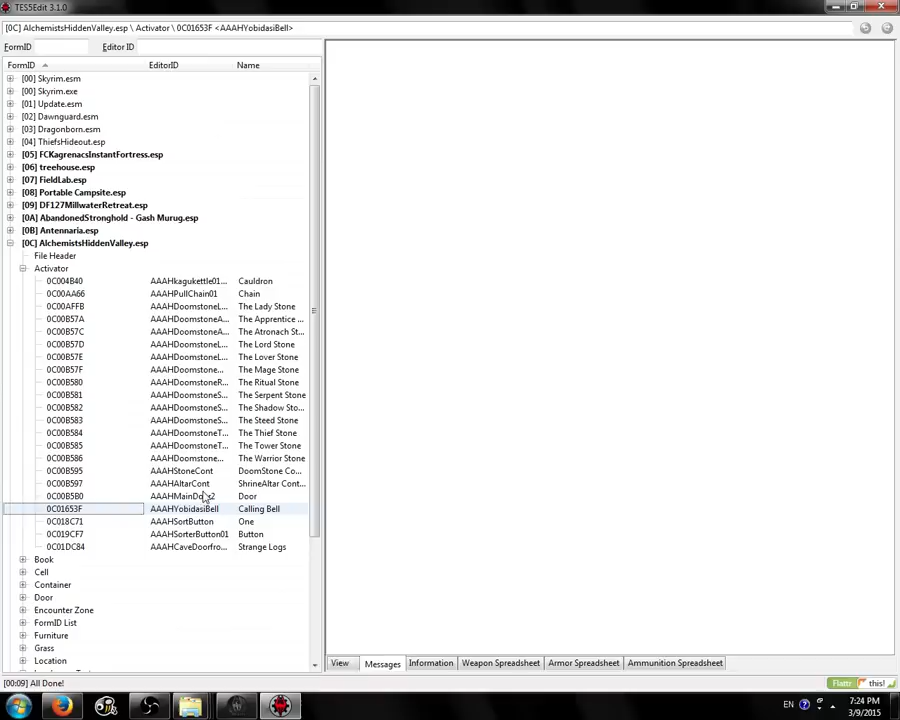 TES5Edit 3.1.0
[0C] AlchemistsHiddenValley.esp \ Activator \ 0C01653F <AAAHYobidasiBell>
FormID Editor ID
FormID EditorID Name
[00] Skyrim.esm
[00] Skyrim.exe
[01] Update.esm
[02] Dawnguard.esm
[03] Dragonborn.esm
[04] ThiefsHideout.esp
[05] FCKagrenacsInstantFortress.esp
[06] treehouse.esp
[07] FieldLab.esp
[08] Portable Campsite.esp
[09] DF127MillwaterRetreat.esp
[0A] AbandonedStronghold - Gash Murug.esp
[0B] Antennaria.esp
[0C] AlchemistsHiddenValley.esp
File Header
Activator
0C004B40 AAAHkagukettle01... Cauldron
0C00AA66 AAAHPullChain01 Chain
0C00AFFB AAAHDoomstoneL... The Lady Stone
0C00B57A AAAHDoomstoneA... The Apprentice ...
0C00B57C AAAHDoomstoneA... The Atronach St...
0C00B57D AAAHDoomstoneL... The Lord Stone
0C00B57E AAAHDoomstoneL... The Lover Stone
0C00B57F AAAHDoomstone... The Mage Stone
0C00B580 AAAHDoomstoneR... The Ritual Stone
0C00B581 AAAHDoomstoneS... The Serpent Stone
0C00B582 AAAHDoomstoneS... The Shadow Sto...
0C00B583 AAAHDoomstoneS... The Steed Stone
0C00B584 AAAHDoomstoneT... The Thief Stone
0C00B585 AAAHDoomstoneT... The Tower Stone
0C00B586 AAAHDoomstone... The Warrior Stone
0C00B595 AAAHStoneCont DoomStone Co...
0C00B597 AAAHAltarCont ShrineAltar Cont...
0C00B5B0 Door
0C01653F AAAHYobidasiBell Calling Bell
0C018C71 AAAHSortButton One
0C019CF7 AAAHSorterButton01 Button
0C01DC84 AAAHCaveDoorfro... Strange Logs
Book
Cell
Container
Door
Encounter Zone
FormID List
Furniture
Grass
Location
View Messages Information Weapon Spreadsheet Armor Spreadsheet Ammunition Spreadsheet
[00:09] All Done!
Flattr this!
EN 7:24 PM
3/9/2015